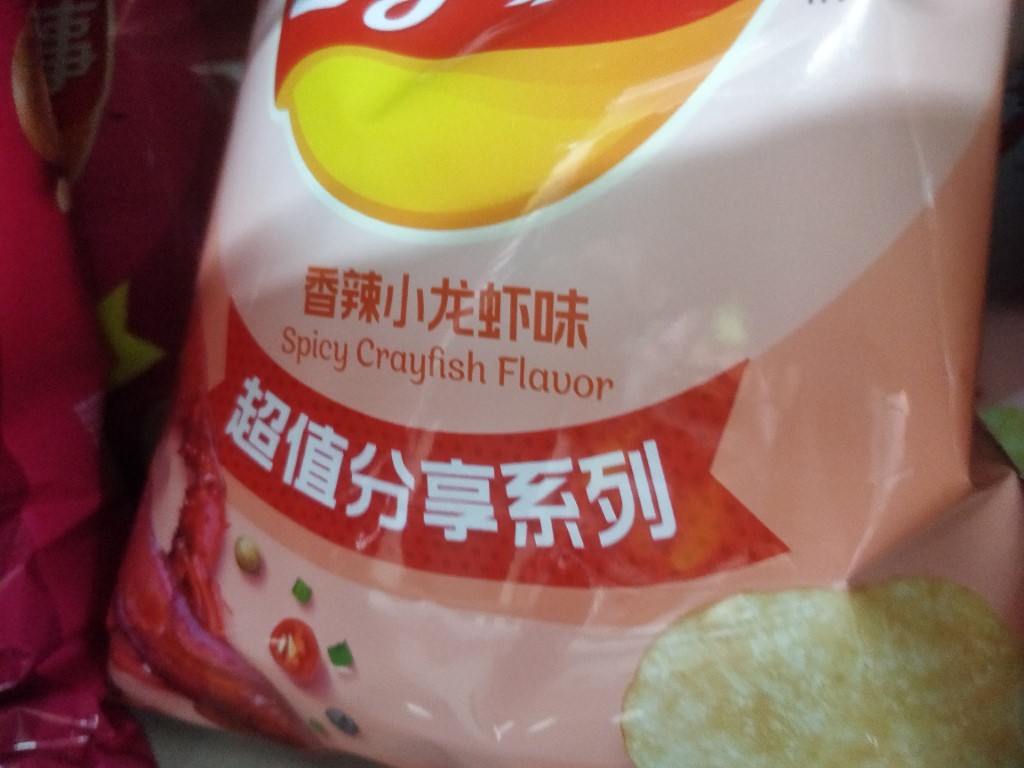 香辣小龙虾味
Spicy Crayfish Flavor
超值分享系列